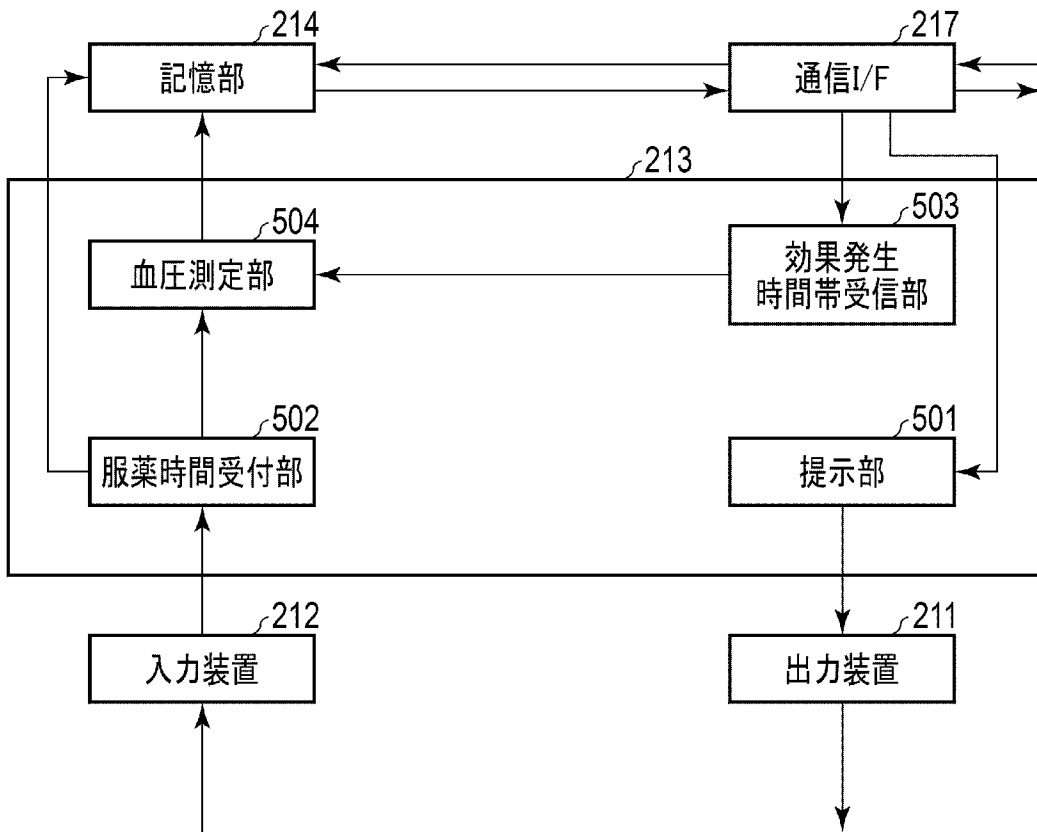 214
記憶部
217
通信I/F
213
504
血圧測定部
503
効果発生
時間帯受信部
502
服薬時間受付部
501
提示部
212
入力装置
211
出力装置